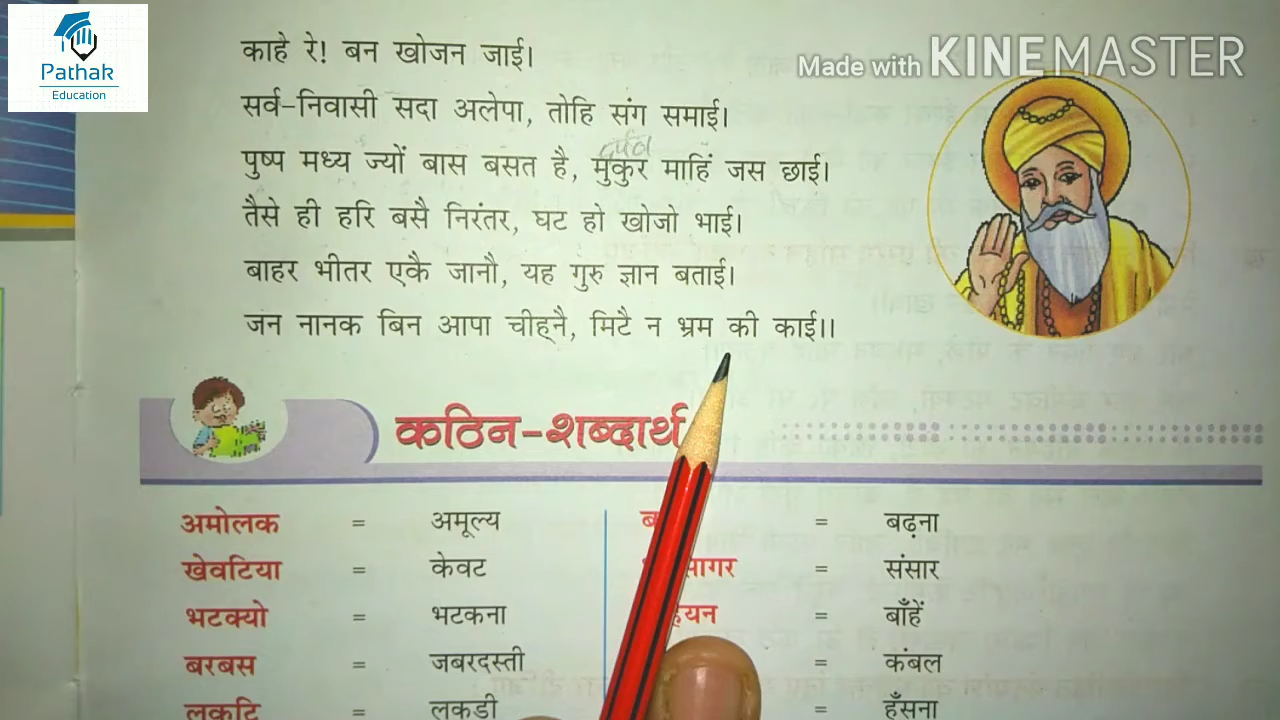 Pathak
Education
Made with KINEMASTER
काहै रे! बन खोजन जाई।
सर्व-निवासी सदा अलेपा, तोहि संग समाई।
पुष्प मध्य ज्यों बास बसत है, मुकुर माहिं जस छाई।
तैसे ही हरि बसै निरंतर, घट हो खोजो भाई।
बाहर भीतर एकै जानौ, यह गुरु ज्ञान बताई।
जन नानक बिन आपा चीह्नै, मिटै न भ्रम की काई।।
कठिन-शब्दार्थ
अमोलक = अमूल्य = बढ़ना
खेवटिया = केवट = संसार
भटक्यो = भटकना = बाँहें
बरबस = जबरदस्ती = कंबल
लकुटि = लकड़ी = हँसना